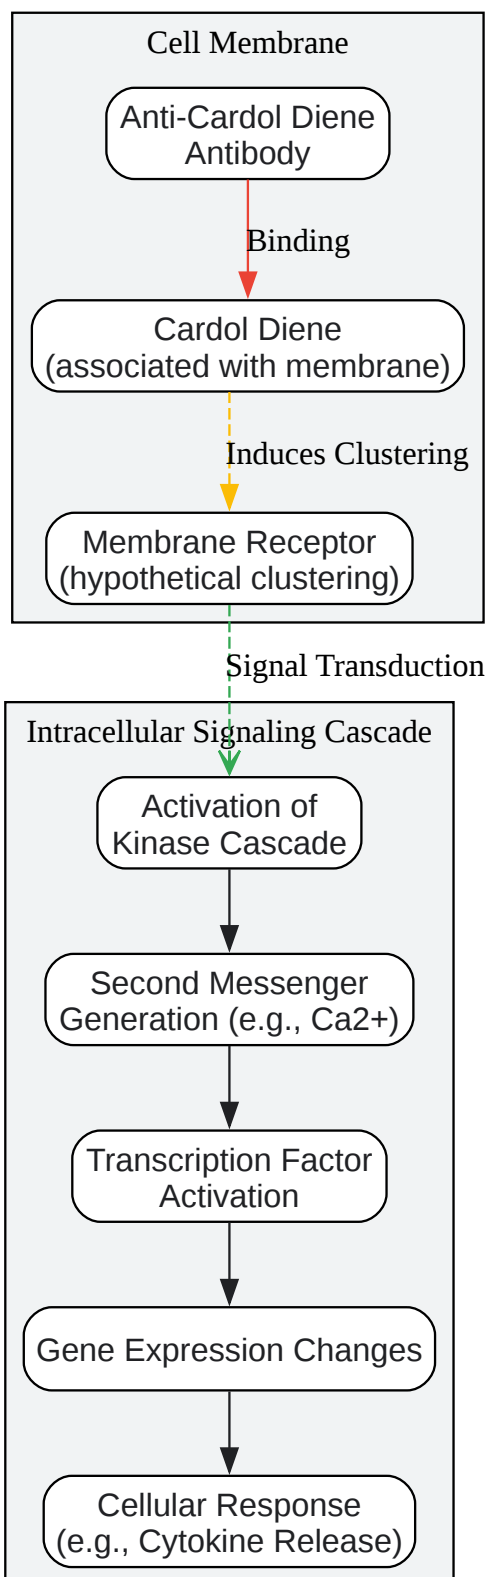 Cell Membrane
Anti-Cardol Diene
Antibody
Binding
Cardol Diene
(associated with membrane)
Induces Clustering
Membrane Receptor
(hypothetical clustering)
Signal Transduction
Intracellular Signaling Cascade
Activation of
Kinase Cascade
Second Messenger
Generation (e.g., Ca2+)
Transcription Factor
Activation
Gene Expression Changes
Cellular Response
(e.g., Cytokine Release)